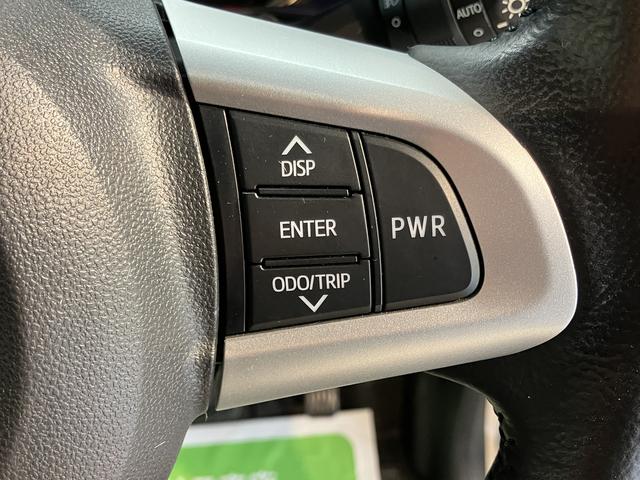 AUTO
DISP
ENTER
PWR
ODO/TRIP